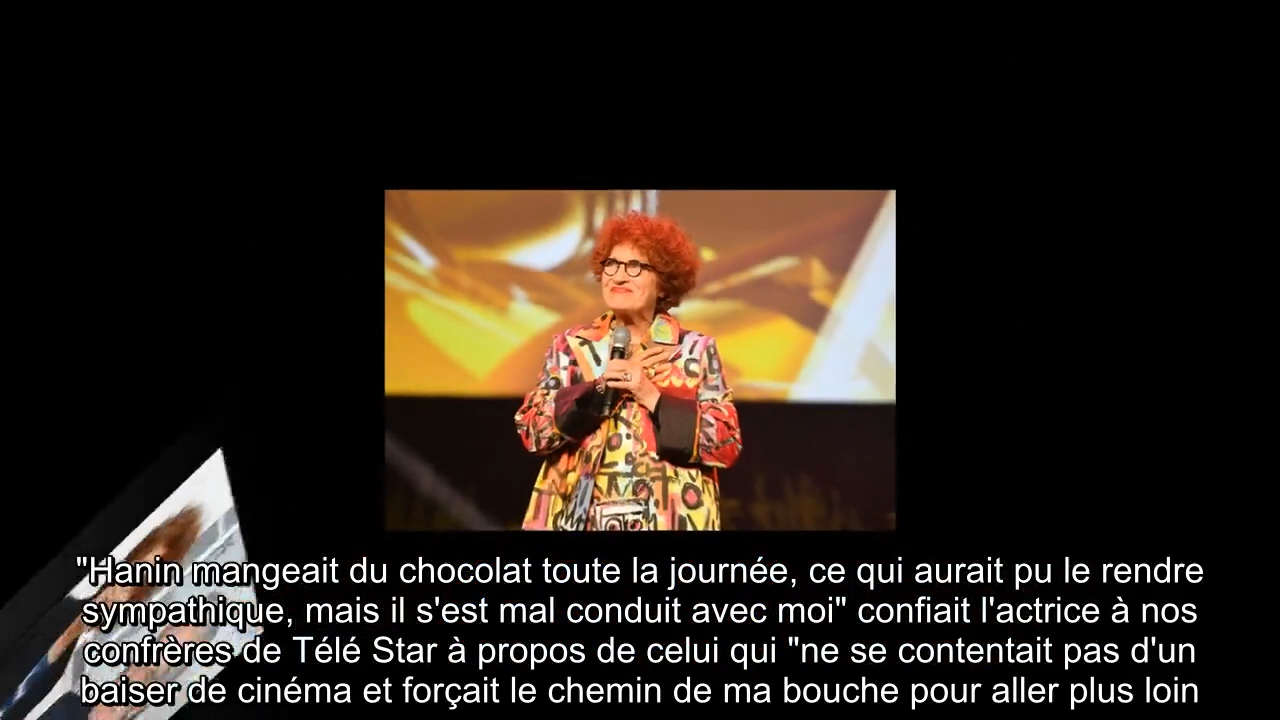 "Hanin mangeait du chocolat toute la journée, ce qui aurait pu le rendre
sympathique, mais il s'est mal conduit avec moi" confiait l'actrice à nos
confrères de Télé Star à propos de celui qui "ne se contentait pas d'un
baiser de cinéma et forçait le chemin de ma bouche pour aller plus loin